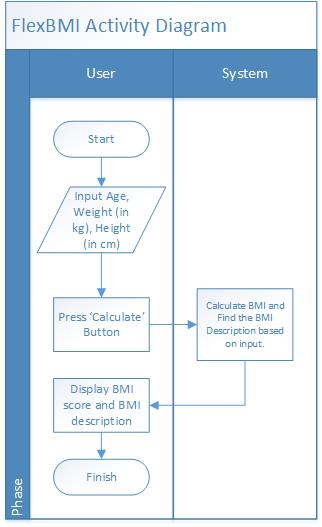 FlexBMI Activity Diagram
User
System
Start
Input Age,
Weight (in
kg), Height
(in cm)
Press ‘Calculate’
Button
Calculate BMI and
Find the BMI
Description based
on input.
Display BMI
score and BMI
description
Finish
Phase